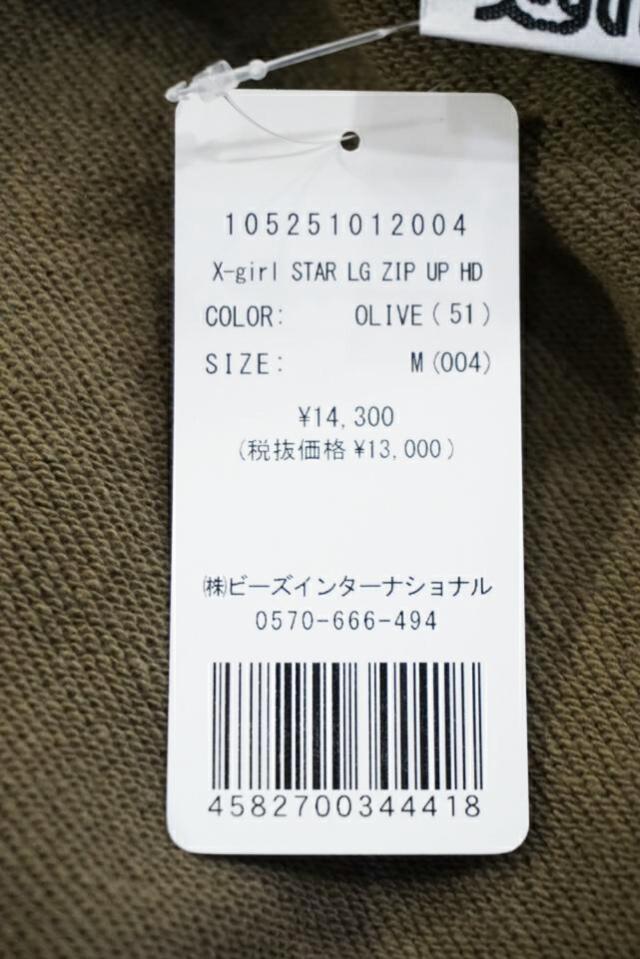 105251012004
X-girl STAR LG ZIP UP HD
COLOR: OLIVE(51)
SIZE: M(004)
¥14,300
(税抜価格¥13,000)
㈱ビーズインターナショナル
0570-666-494
4582700344418